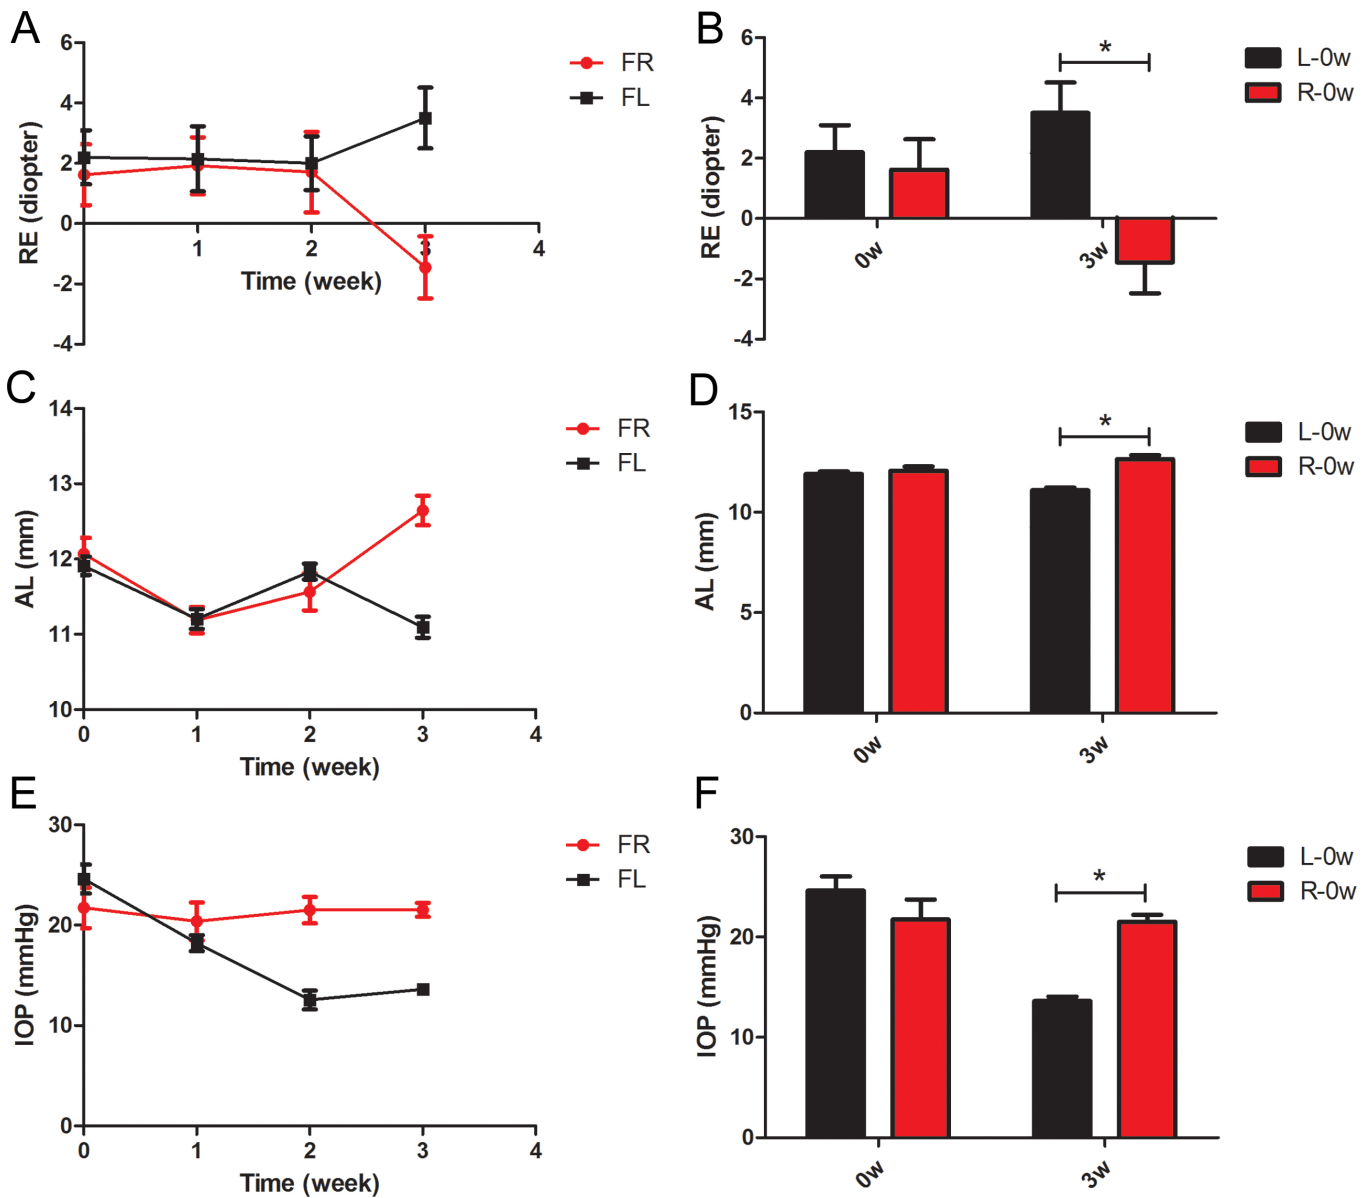 A
6
4
2
0
-2
-4
RE (diopter)
1
2
3
4
Time (week)
FR
FL
B
6
4
2
0
-2
-4
RE (diopter)
0w
3w
*
L-0w
R-0w
C
14
13
12
11
10
AL (mm)
0
1
2
3
4
Time (week)
FR
FL
D
15
10
5
0
AL (mm)
0w
3w
*
L-0w
R-0w
E
30
20
10
0
IOP (mmHg)
0
1
2
3
4
Time (week)
FR
FL
F
30
20
10
0
IOP (mmHg)
0w
3w
*
L-0w
R-0w